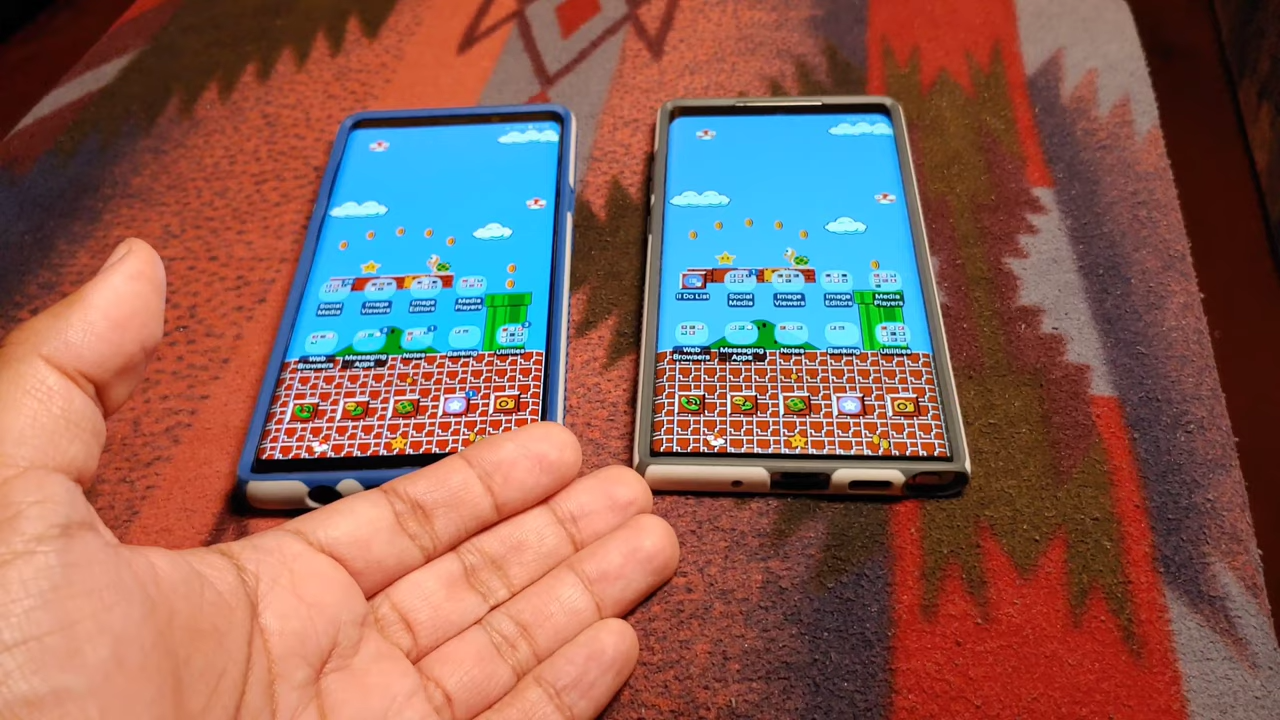 Social
Media
Image
Viewers
Image
Editors
Media
Players
Web
Browsers
Messaging
Apps
Notes
Banking
Utilities
ll Do List
Social
Media
Image
Viewers
Image
Editors
Media
Players
Web
Browsers
Messaging
Apps
Notes
Banking
Utilities